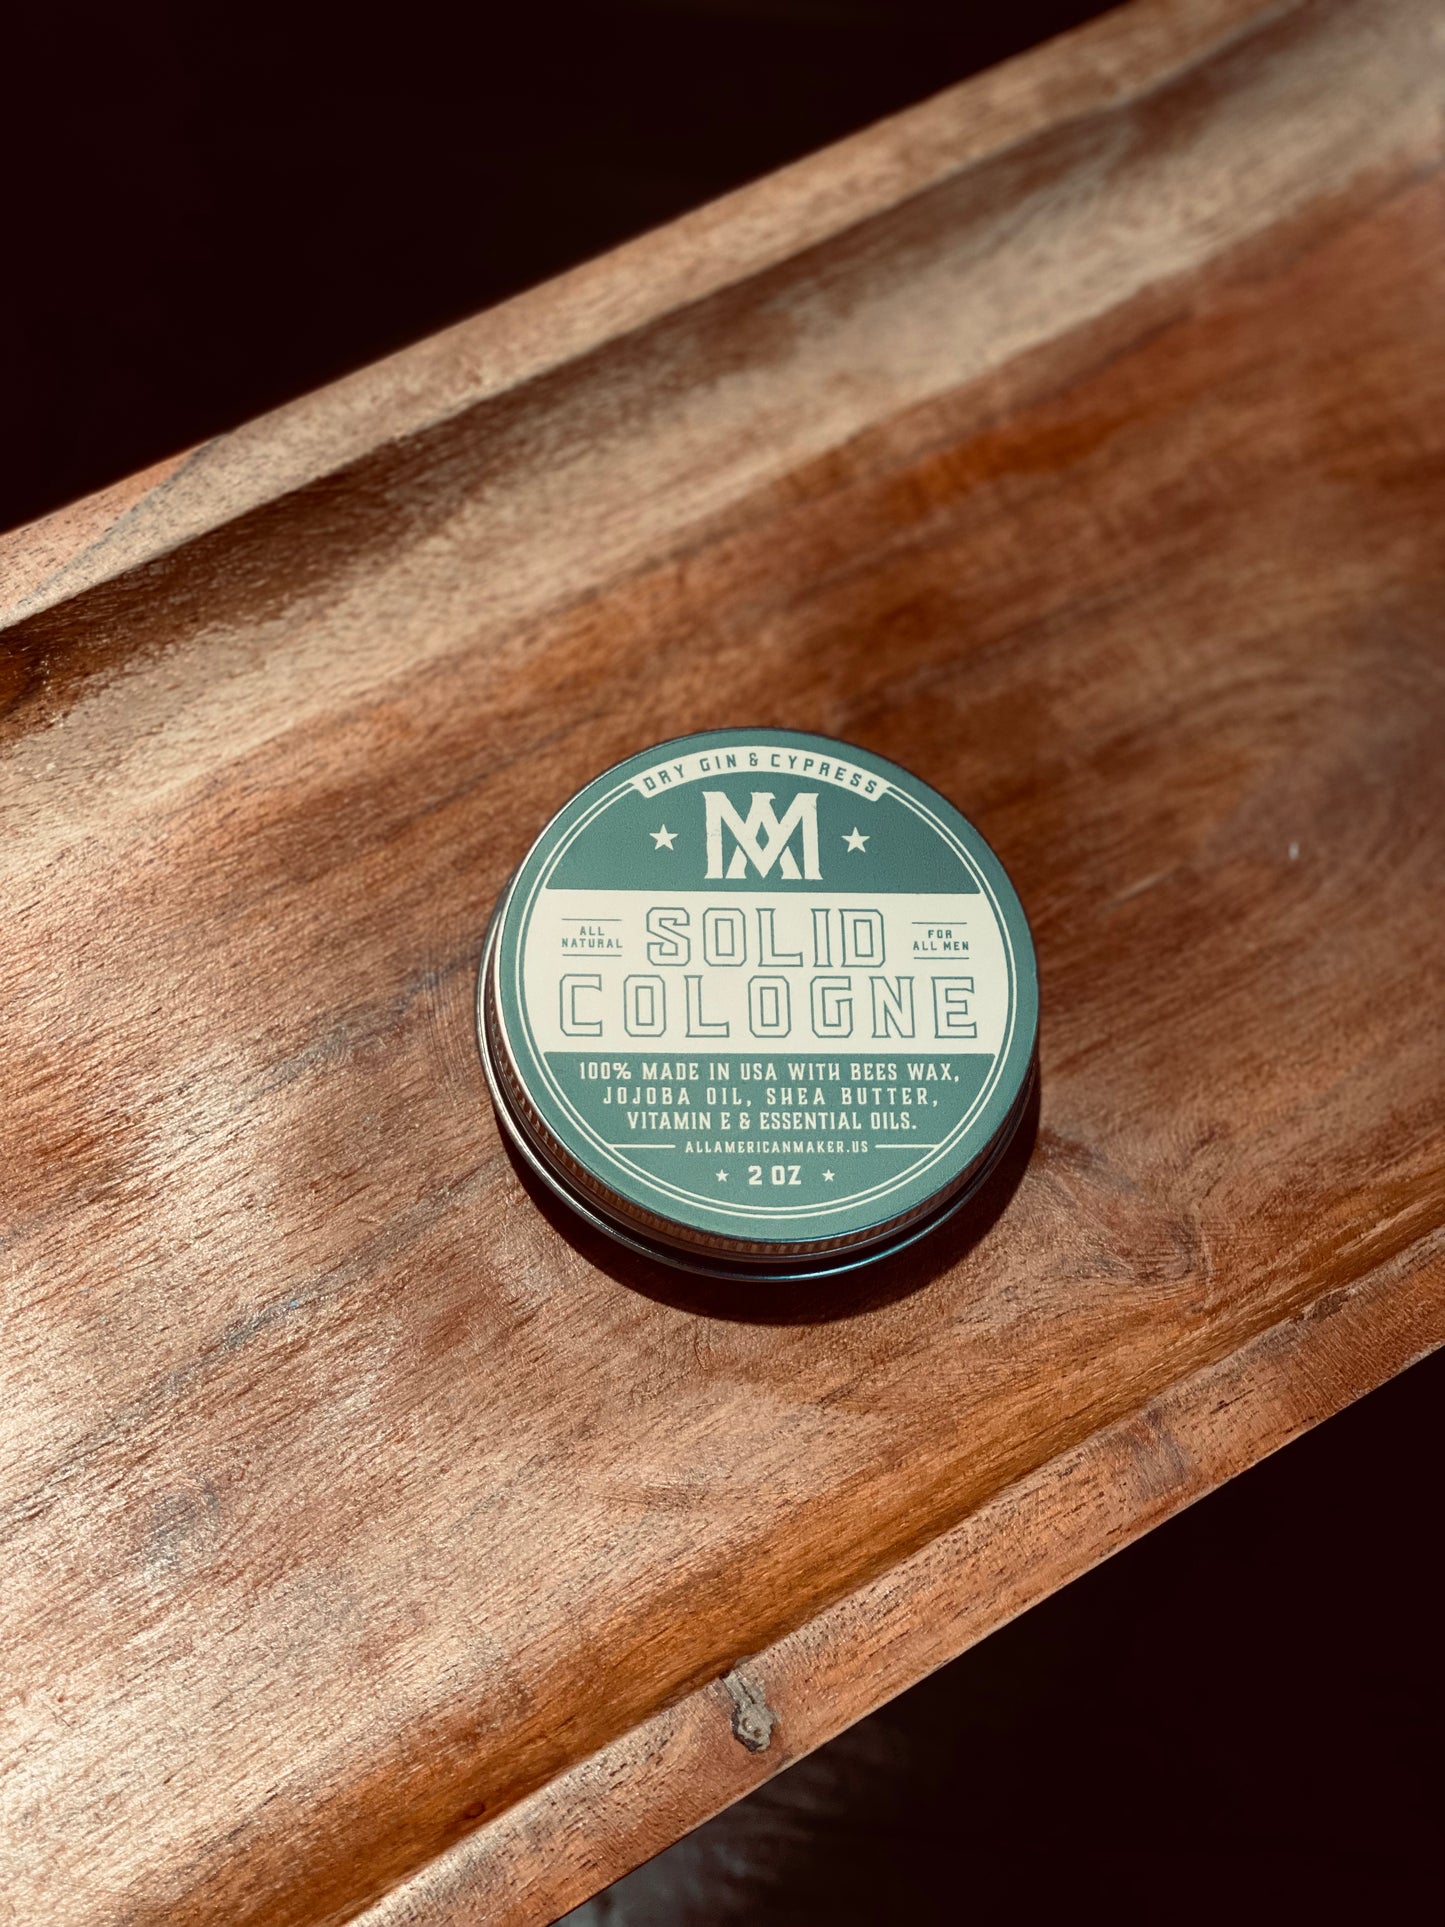 DRY GIN & CYPRESS
AM
ALL
NATURAL
SOLID
FOR
ALL MEN
COLOGNE
100% MADE IN USA WITH BEES WAX,
JOJOBA OIL, SHEA BUTTER,
VITAMIN E & ESSENTIAL OILS.
ALLAMERICANMAKER.US
2 OZ